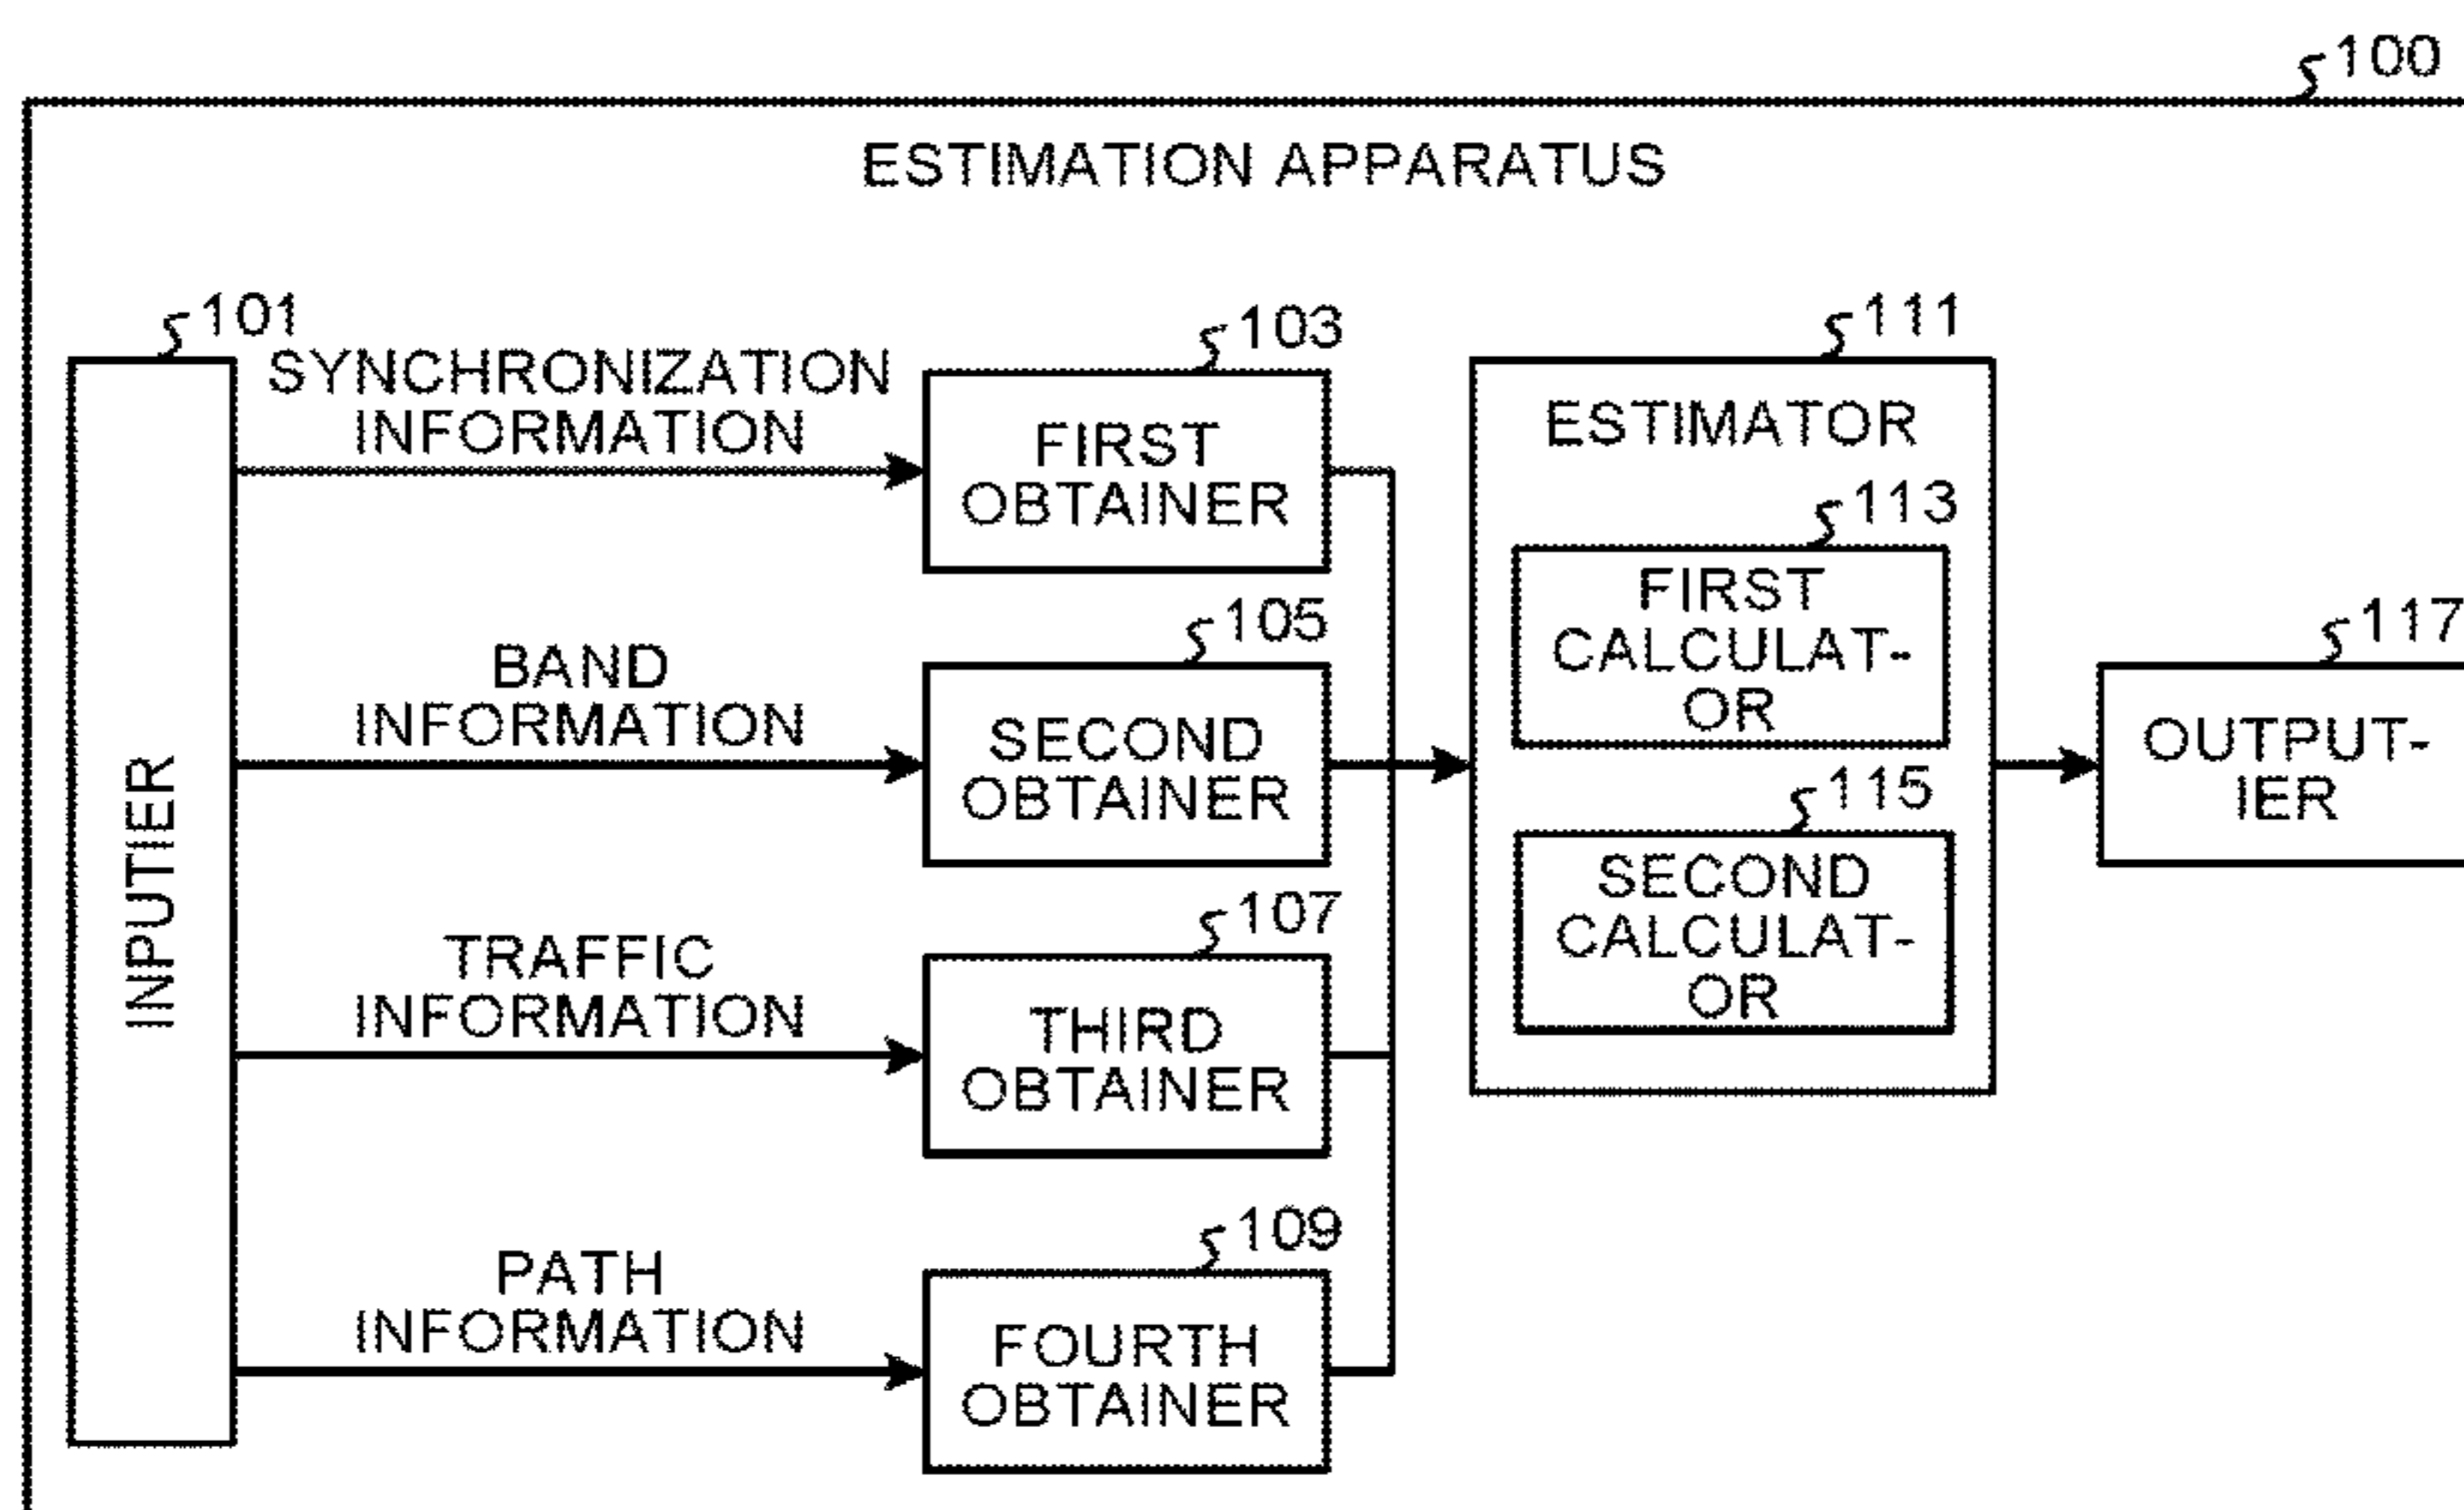 100
ESTIMATION APPARATUS
101
SYNCHRONIZATION
INFORMATION
103
FIRST
OBTAINER
111
ESTIMATOR
113
FIRST
CALCULAT-
OR
BAND
INFORMATION
105
SECOND
OBTAINER
115
SECOND
CALCULAT-
OR
117
OUTPUT-
IER
INPUTIER
TRAFFIC
INFORMATION
107
THIRD
OBTAINER
PATH
INFORMATION
109
FOURTH
OBTAINER